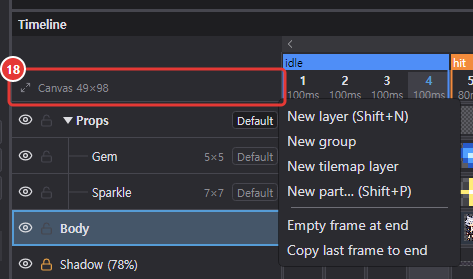 Timeline
idle
hit
18
Canvas 49×98
1 2 3 4 5
100ms 100ms 100ms 100ms 80m
Props Default
Gem 5×5 Default
Sparkle 7×7 Default
Body
Shadow (78%)
New layer (Shift+N)
New group
New tilemap layer
New part... (Shift+P)
Empty frame at end
Copy last frame to end